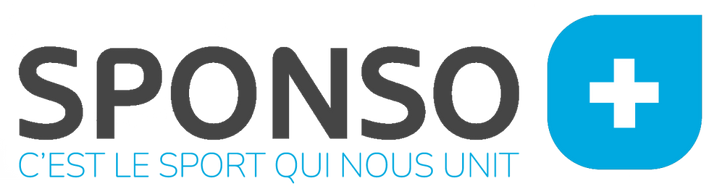 SPONSO +
C'EST LE SPORT QUI NOUS UNIT